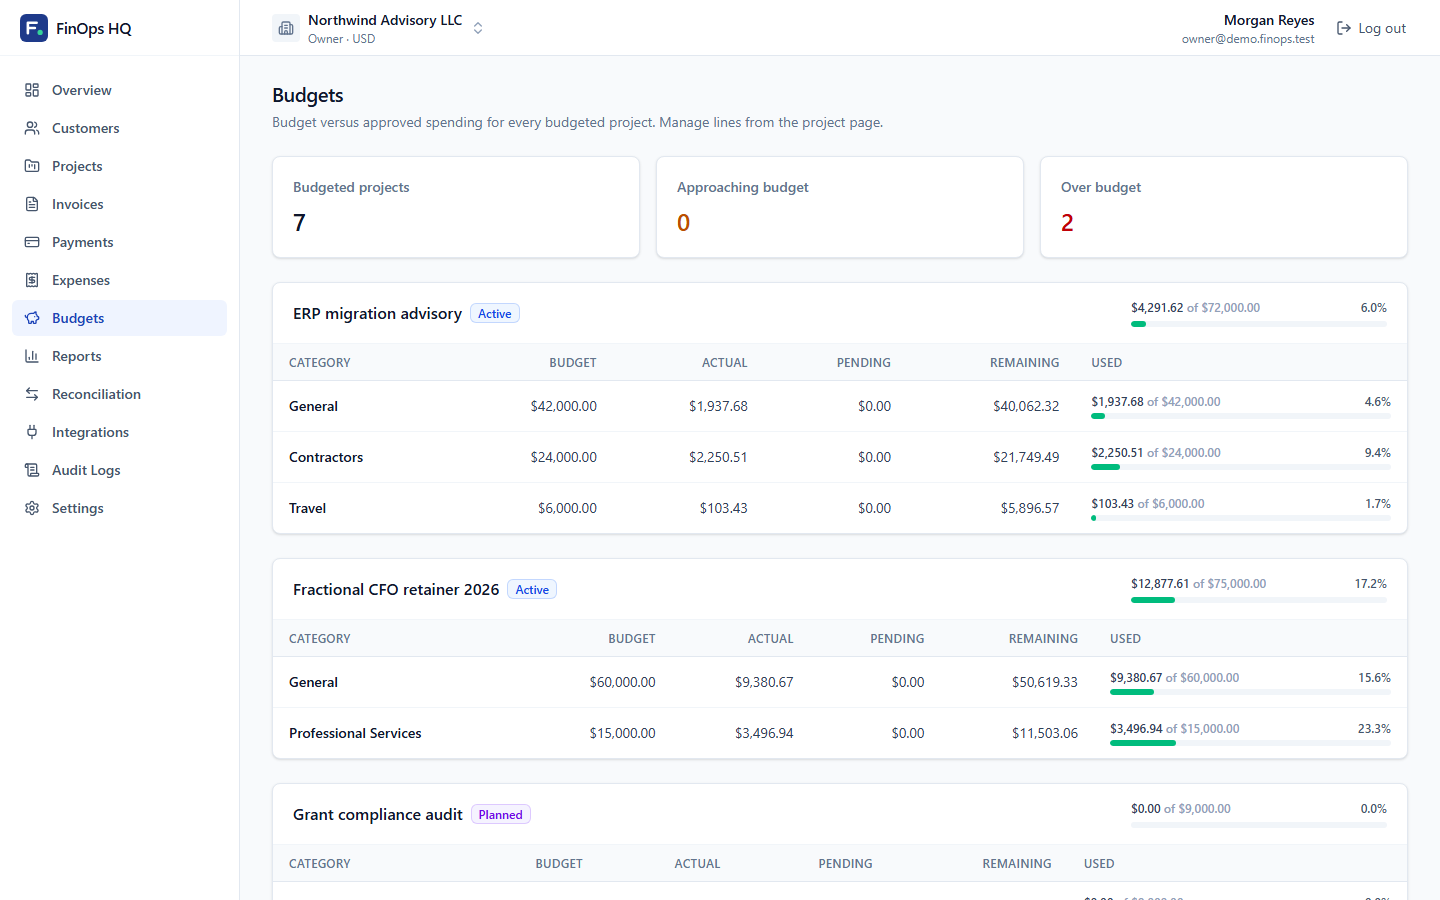 FinOps HQ
Northwind Advisory LLC
Owner · USD
Morgan Reyes
owner@demo.finops.test
Log out
Overview
Customers
Projects
Invoices
Payments
Expenses
Budgets
Reports
Reconciliation
Integrations
Audit Logs
Settings
Budgets
Budget versus approved spending for every budgeted project. Manage lines from the project page.
Budgeted projects
7
Approaching budget
0
Over budget
2
ERP migration advisory Active $4,291.62 of $72,000.00 6.0%
CATEGORY BUDGET ACTUAL PENDING REMAINING USED
General $42,000.00 $1,937.68 $0.00 $40,062.32 $1,937.68 of $42,000.00 4.6%
Contractors $24,000.00 $2,250.51 $0.00 $21,749.49 $2,250.51 of $24,000.00 9.4%
Travel $6,000.00 $103.43 $0.00 $5,896.57 $103.43 of $6,000.00 1.7%
Fractional CFO retainer 2026 Active $12,877.61 of $75,000.00 17.2%
CATEGORY BUDGET ACTUAL PENDING REMAINING USED
General $60,000.00 $9,380.67 $0.00 $50,619.33 $9,380.67 of $60,000.00 15.6%
Professional Services $15,000.00 $3,496.94 $0.00 $11,503.06 $3,496.94 of $15,000.00 23.3%
Grant compliance audit Planned $0.00 of $9,000.00 0.0%
CATEGORY BUDGET ACTUAL PENDING REMAINING USED